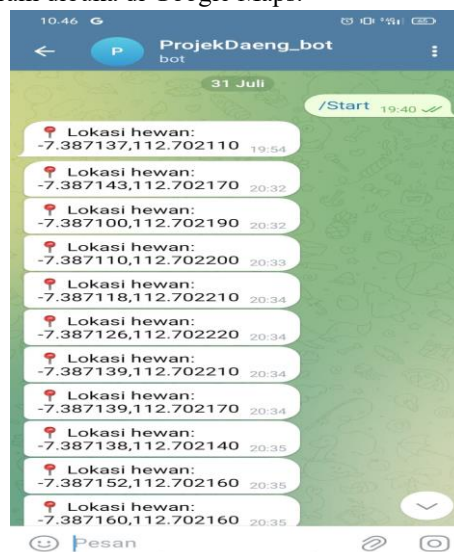 10.46 G
ProjekDaeng_bot
P
bot
31 Juli
/Start 19:40
Lokasi hewan:
-7.387137,112.702110 19:54
Lokasi hewan:
-7.387143,112.702170 20:32
Lokasi hewan:
-7.387100,112.702190 20:32
Lokasi hewan:
-7.387110,112.702200 20:33
Lokasi hewan:
-7.387118,112.702210 20:34
Lokasi hewan:
-7.387126,112.702220 20:34
Lokasi hewan:
-7.387139,112.702210 20:34
Lokasi hewan:
-7.387139,112.702170 20:34
Lokasi hewan:
-7.387138,112.702140 20:35
Lokasi hewan:
-7.387152,112.702160 20:35
Lokasi hewan:
-7.387160,112.702160 20:35
Pesan